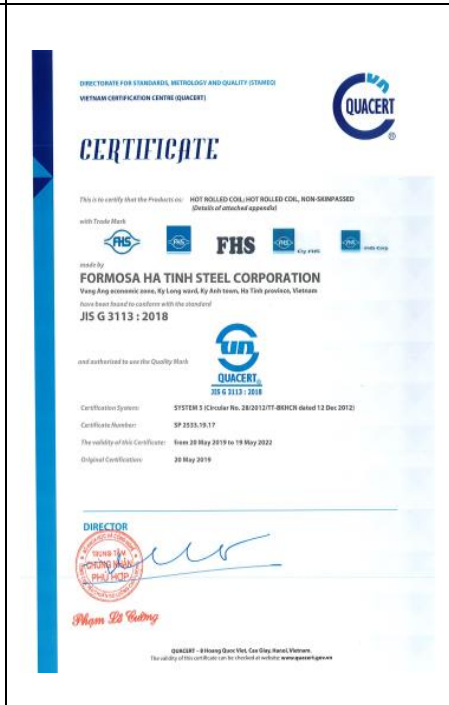 DIRECTORATE FOR STANDARDS, METROLOGY AND QUALITY (STAMEQ)
VIETNAM CERTIFICATION CENTRE (QUACERT)
QUACERT
®
CERTIFICATE
This is to certify that the Products as: HOT ROLLED COIL; HOT ROLLED COIL, NON-SKINPASSED
(Details of attached appendix)
with Trade Mark
FHS FHS FHS FHS FHS
made by
FORMOSA HA TINH STEEL CORPORATION
Vung Ang economic zone, Ky Long ward, Ky Anh town, Ha Tinh province, Vietnam
have been found to conform with the standard
JIS G 3113 : 2018
and authorized to use the Quality Mark
QUACERT®
JIS G 3113 : 2018
Certification System: SYSTEM 5 (Circular No. 28/2012/TT-BKHCN dated 12 Dec 2012)
Certificate Number: SP 2533.19.17
The validity of this Certificate: from 20 May 2019 to 19 May 2022
Original Certification: 20 May 2019
DIRECTOR
TRUNG TÂM
CHỨNG NHẬN
PHÙ HỢP
Phạm Lê Cường
QUACERT – 8 Hoang Quoc Viet, Cau Giay, Hanoi, Vietnam.
The validity of this certificate can be checked at website: www.quacert.gov.vn